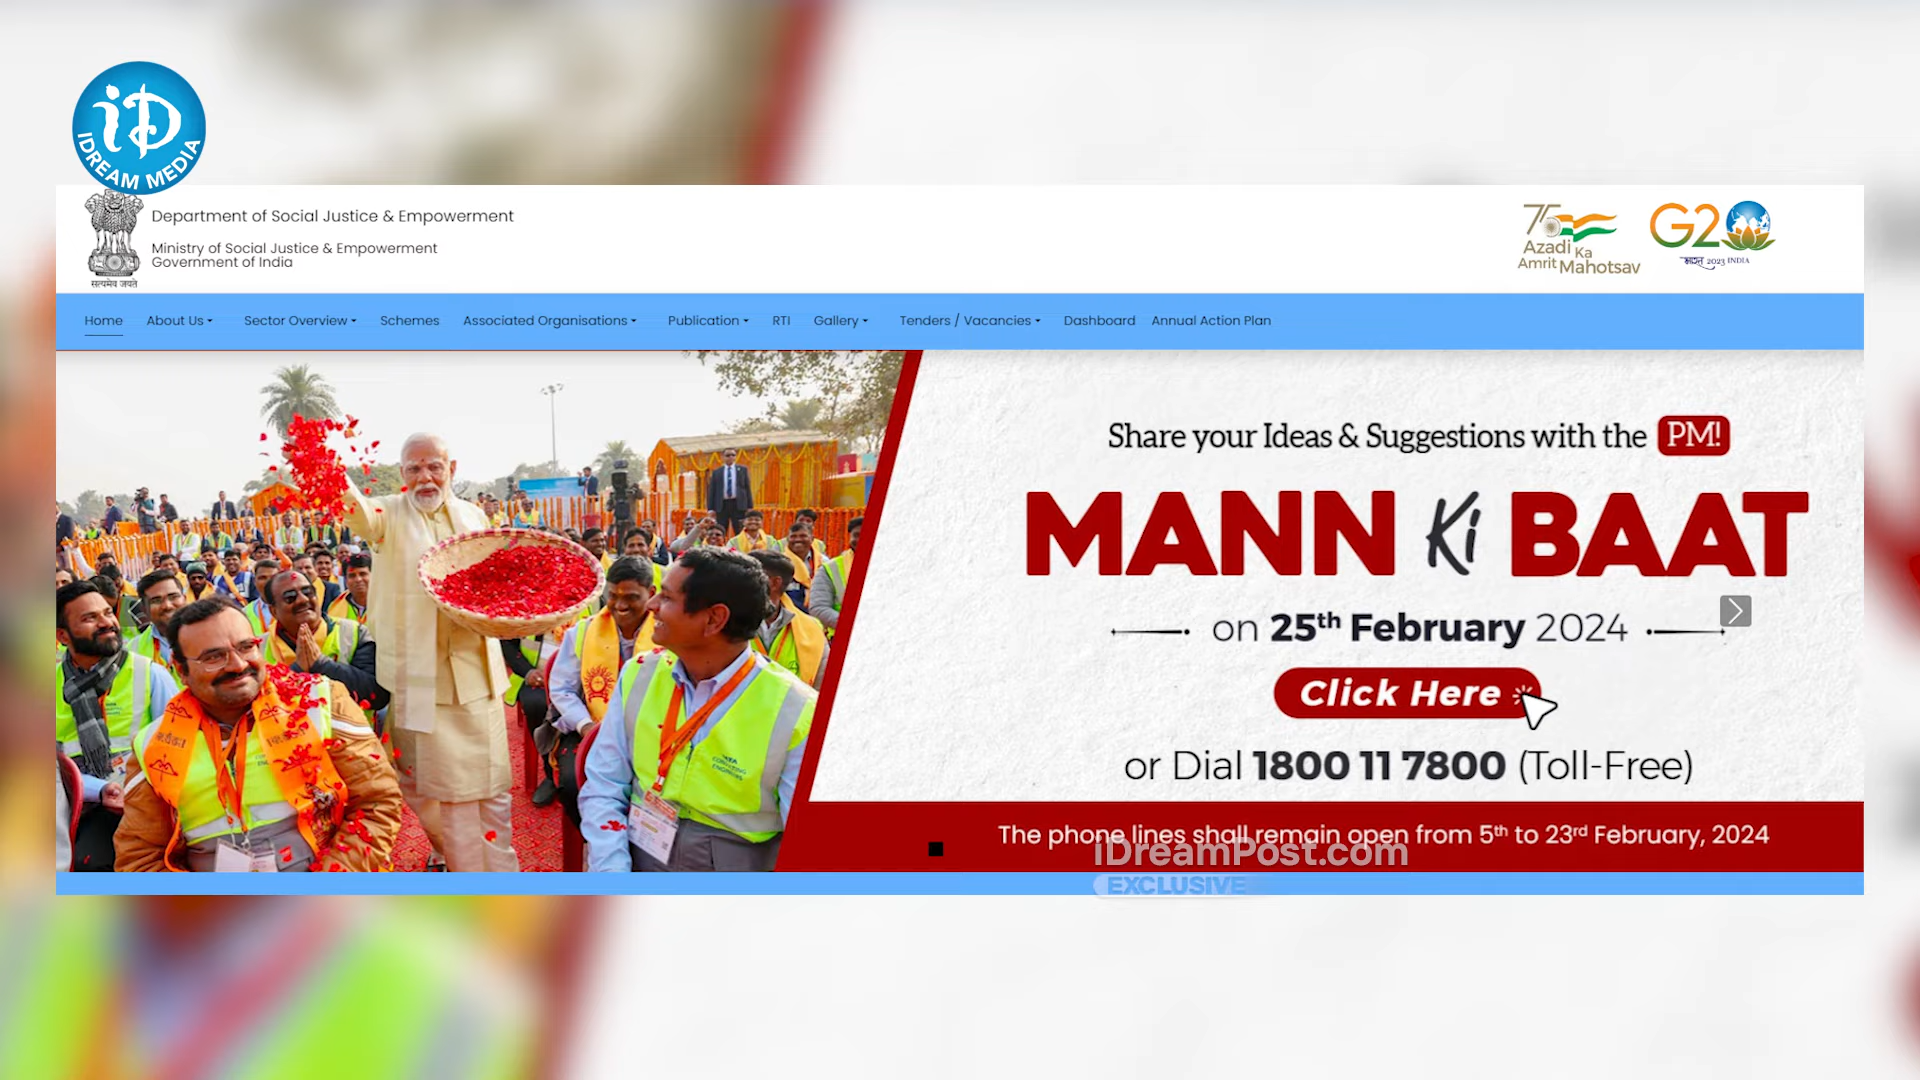 iD
IDREAM MEDIA
Department of Social Justice & Empowerment
Ministry of Social Justice & Empowerment
Government of India
सत्यमेव जयते
75
Azadi Ka
Amrit Mahotsav
G20
भारत 2023 INDIA
Home About Us Sector Overview Schemes Associated Organisations Publication RTI Gallery Tenders / Vacancies Dashboard Annual Action Plan
Share your Ideas & Suggestions with the PM!
MANN Ki BAAT
on 25th February 2024
Click Here
or Dial 1800 11 7800 (Toll-Free)
The phone lines shall remain open from 5th to 23rd February, 2024
iDreamPost.com
EXCLUSIVE